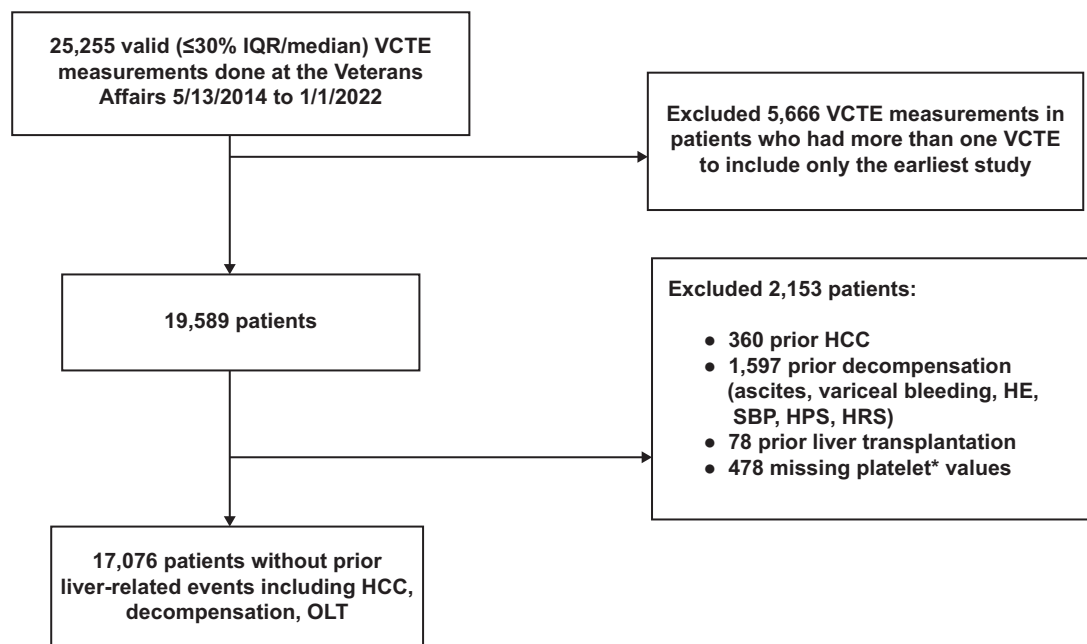 25,255 valid (≤30% IQR/median) VCTE
measurements done at the Veterans
Affairs 5/13/2014 to 1/1/2022
Excluded 5,666 VCTE measurements in
patients who had more than one VCTE
to include only the earliest study
19,589 patients
Excluded 2,153 patients:
● 360 prior HCC
● 1,597 prior decompensation
(ascites, variceal bleeding, HE,
SBP, HPS, HRS)
● 78 prior liver transplantation
● 478 missing platelet* values
17,076 patients without prior
liver-related events including HCC,
decompensation, OLT